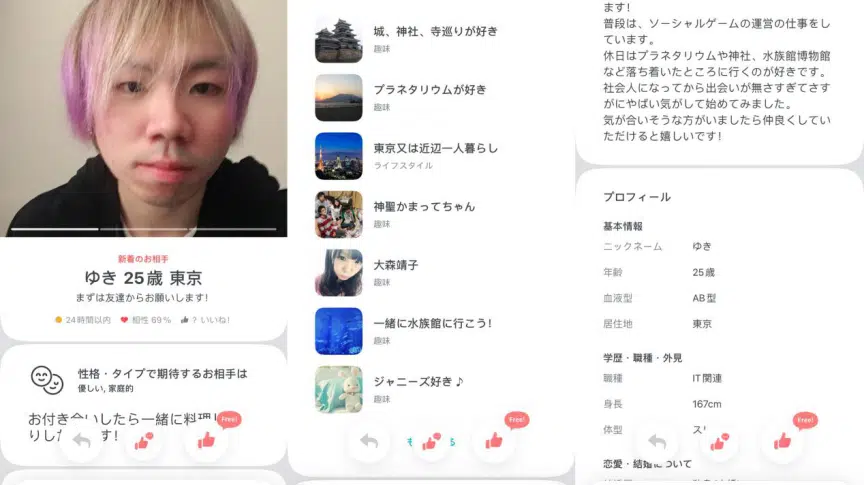 新着のお相手
ゆき 25歳 東京
まずは友達からお願いします!
24時間以内 相性 69% ? いいね!
性格・タイプで期待するお相手は
優しい, 家庭的
お付き合いしたら一緒に料理
りし す!
Free!
城、神社、寺巡りが好き
趣味
プラネタリウムが好き
趣味
東京又は近辺一人暮らし
ライフスタイル
神聖かまってちゃん
趣味
大森靖子
趣味
一緒に水族館に行こう!
趣味
ジャニーズ好き♪
趣味
Free!
ます!
普段は、ソーシャルゲームの運営の仕事をし
ています。
休日はプラネタリウムや神社、水族館博物館
など落ち着いたところに行くのが好きです。
社会人になってから出会いが無さすぎてさす
がにやばい気がして始めてみました。
気が合いそうな方がいましたら仲良くしてい
ただけると嬉しいです!
プロフィール
基本情報
ニックネーム ゆき
年齢 25歳
血液型 AB型
居住地 東京
学歴・職種・外見
職種 IT関連
身長 167cm
体型
Free!
恋愛・結婚について